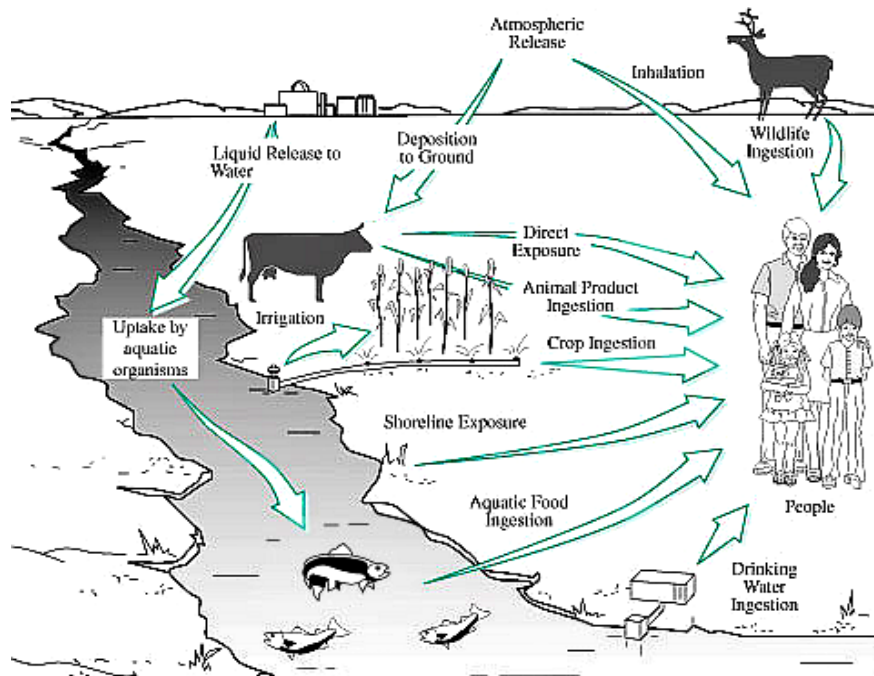 Atmospheric
Release
Inhalation
Wildlife
Ingestion
Liquid Release to
Water
Deposition
to Ground
Direct
Exposure
Animal Product
Ingestion
Irrigation
Uptake by
aquatic
organisms
Crop Ingestion
Shoreline Exposure
Aquatic Food
Ingestion
People
Drinking
Water
Ingestion